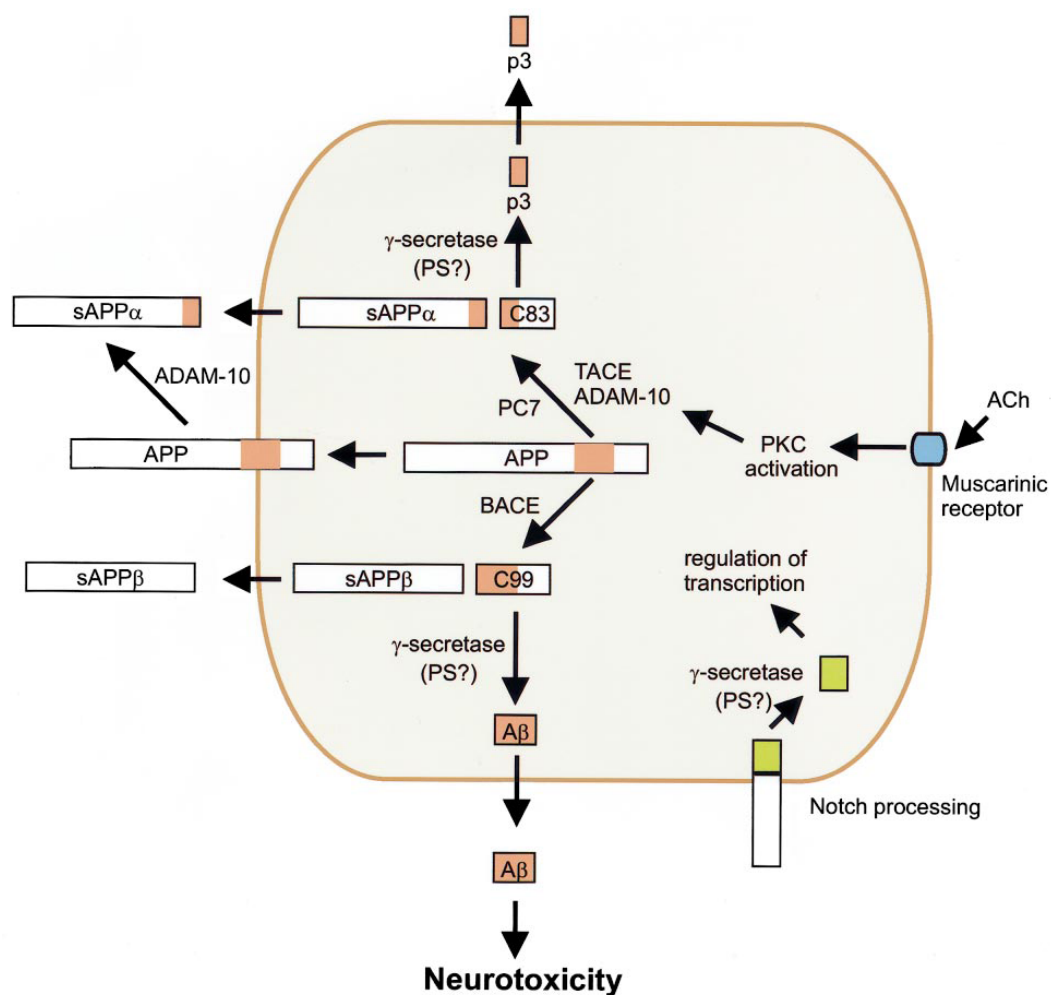 p3
p3
γ-secretase
(PS?)
sAPPα
sAPPα
C83
ADAM-10
TACE
ADAM-10
PC7
ACh
APP
APP
PKC
activation
Muscarinic
receptor
BACE
sAPPβ
sAPPβ
C99
regulation of
transcription
γ-secretase
(PS?)
γ-secretase
(PS?)
Aβ
Notch processing
Aβ
Neurotoxicity